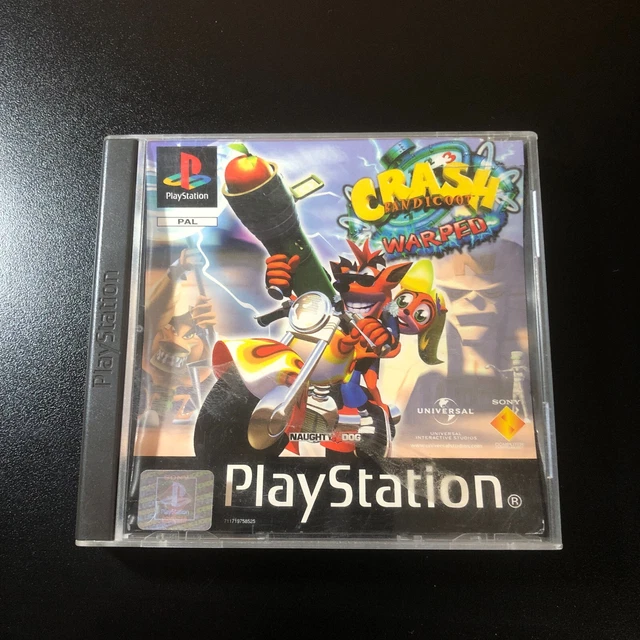 PlayStation
PlayStation
PAL
3
CRASH
BANDICOOT
WARPED
N
UNIVERSAL
UNIVERSAL
INTERACTIVE STUDIOS
SONY
NAUGHTY DOG
PlayStation®